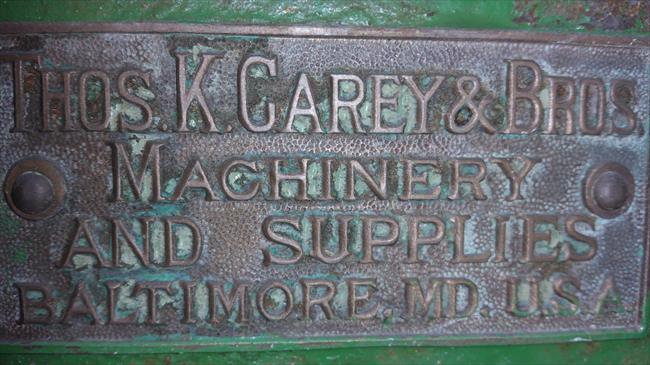 THOS. K. CAREY & BROS.
MACHINERY
AND SUPPLIES
BALTIMORE, MD. U.S.A